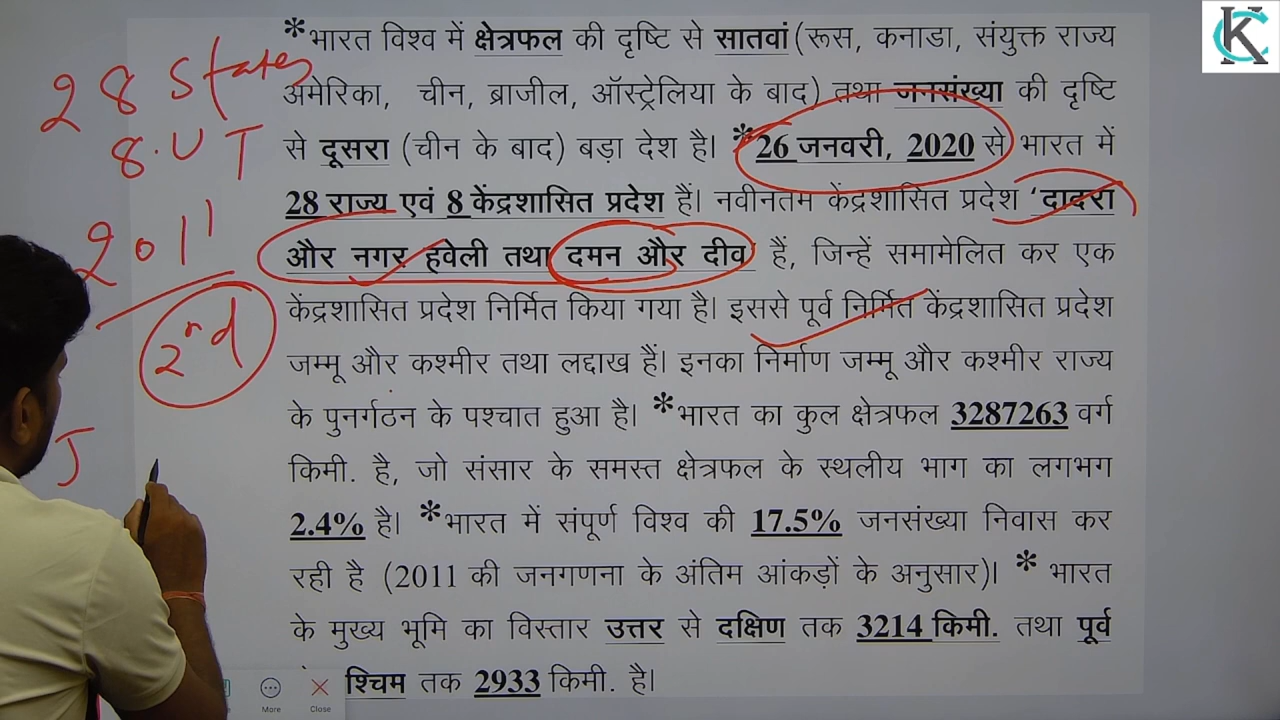 *भारत विश्व में क्षेत्रफल की दृष्टि से सातवां (रूस, कनाडा, संयुक्त राज्य
अमेरिका, चीन, ब्राजील, ऑस्ट्रेलिया के बाद) तथा जनसंख्या की दृष्टि
से दूसरा (चीन के बाद) बड़ा देश है। *26 जनवरी, 2020 से भारत में
28 राज्य एवं 8 केंद्रशासित प्रदेश हैं। नवीनतम केंद्रशासित प्रदेश ‘दादरा
और नगर हवेली तथा दमन और दीव’ हैं, जिन्हें समामेलित कर एक
केंद्रशासित प्रदेश निर्मित किया गया है। इससे पूर्व निर्मित केंद्रशासित प्रदेश
जम्मू और कश्मीर तथा लद्दाख हैं। इनका निर्माण जम्मू और कश्मीर राज्य
के पुनर्गठन के पश्चात हुआ है। *भारत का कुल क्षेत्रफल 3287263 वर्ग
किमी. है, जो संसार के समस्त क्षेत्रफल के स्थलीय भाग का लगभग
2.4% है। *भारत में संपूर्ण विश्व की 17.5% जनसंख्या निवास कर
रही है (2011 की जनगणना के अंतिम आंकड़ों के अनुसार)। * भारत
के मुख्य भूमि का विस्तार उत्तर से दक्षिण तक 3214 किमी. तथा पूर्व
श्चिम तक 2933 किमी. है।
28 States
8.UT
2011
2nd
J
More
Close
KC